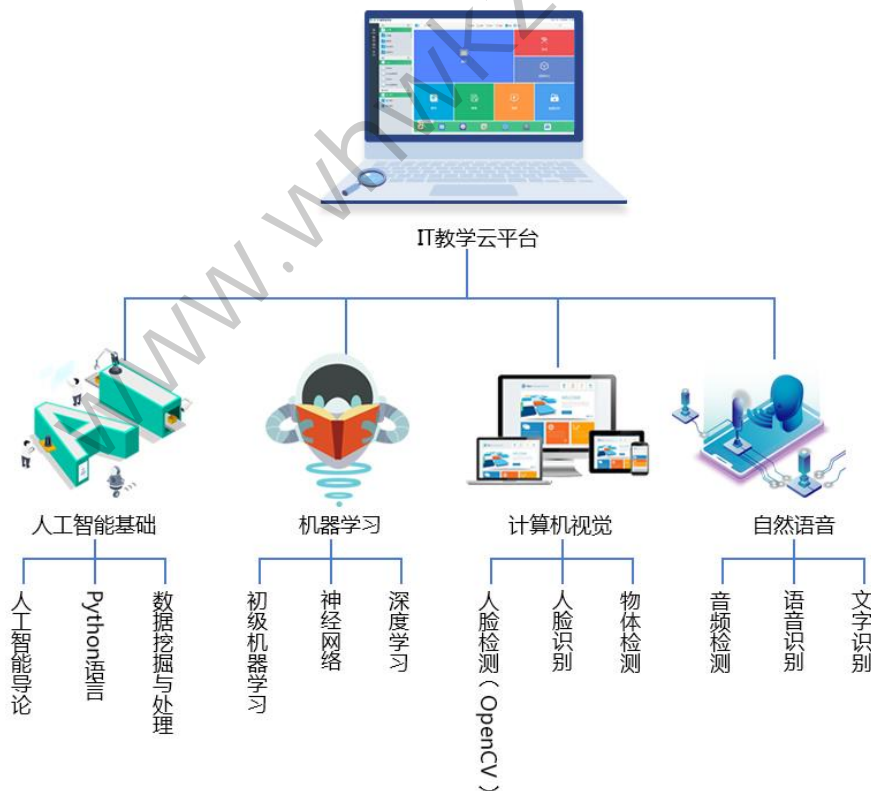 www.whwkz
IT教学云平台
人工智能基础
机器学习
计算机视觉
自然语音
人工智能导论
Python语言
数据挖掘与处理
初级机器学习
神经网络
深度学习
人脸检测（OpenCV）
人脸识别
物体检测
音频检测
语音识别
文字识别